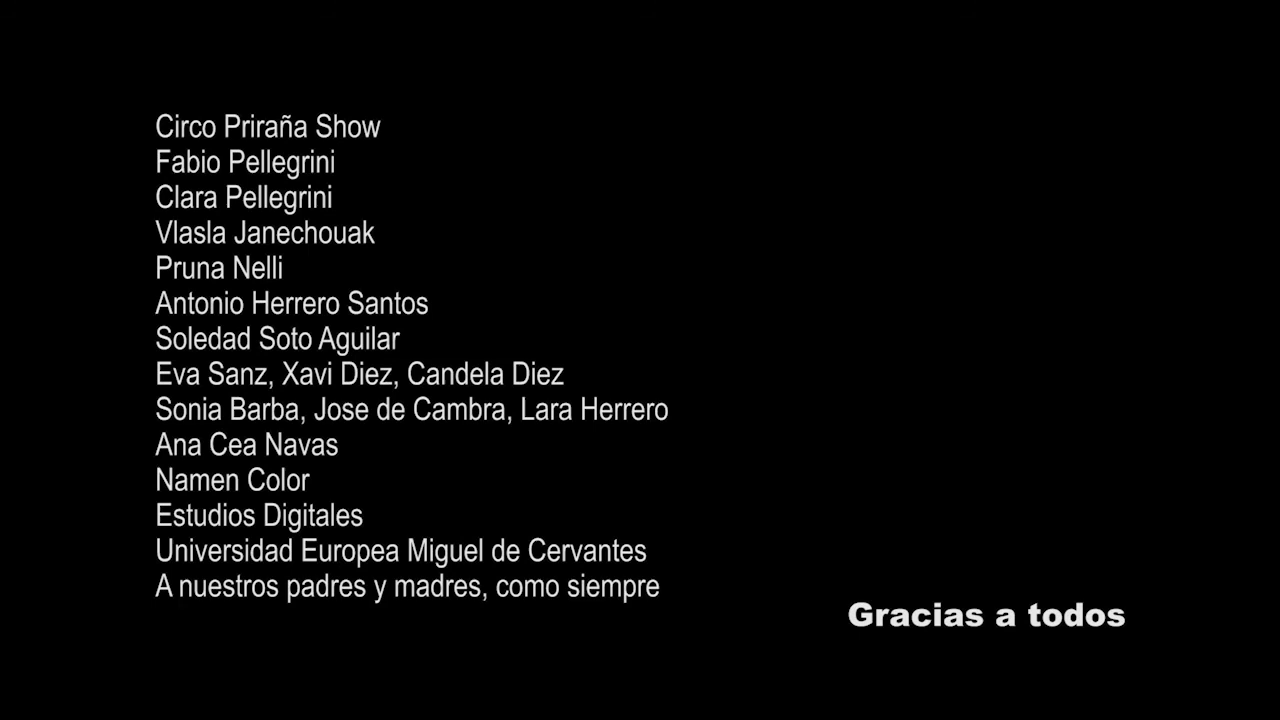 Circo Priraña Show
Fabio Pellegrini
Clara Pellegrini
Vlasla Janechouak
Pruna Nelli
Antonio Herrero Santos
Soledad Soto Aguilar
Eva Sanz, Xavi Diez, Candela Diez
Sonia Barba, Jose de Cambra, Lara Herrero
Ana Cea Navas
Namen Color
Estudios Digitales
Universidad Europea Miguel de Cervantes
A nuestros padres y madres, como siempre
Gracias a todos